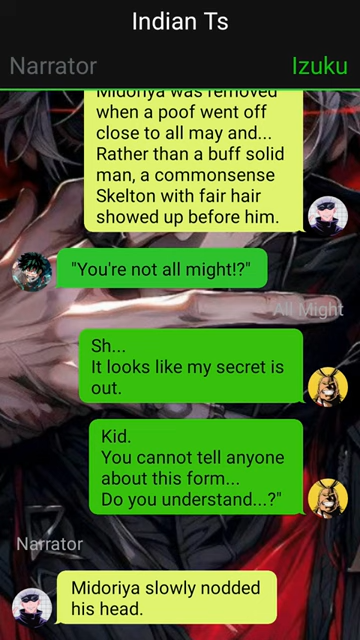 Indian Ts
Narrator
Izuku
Midoriya was removed
when a poof went off
close to all may and...
Rather than a buff solid
man, a commonsense
Skelton with fair hair
showed up before him.
"You're not all might!?"
All Might
Sh...
It looks like my secret is
out.
Kid.
You cannot tell anyone
about this form...
Do you understand...?"
Narrator
Midoriya slowly nodded
his head.